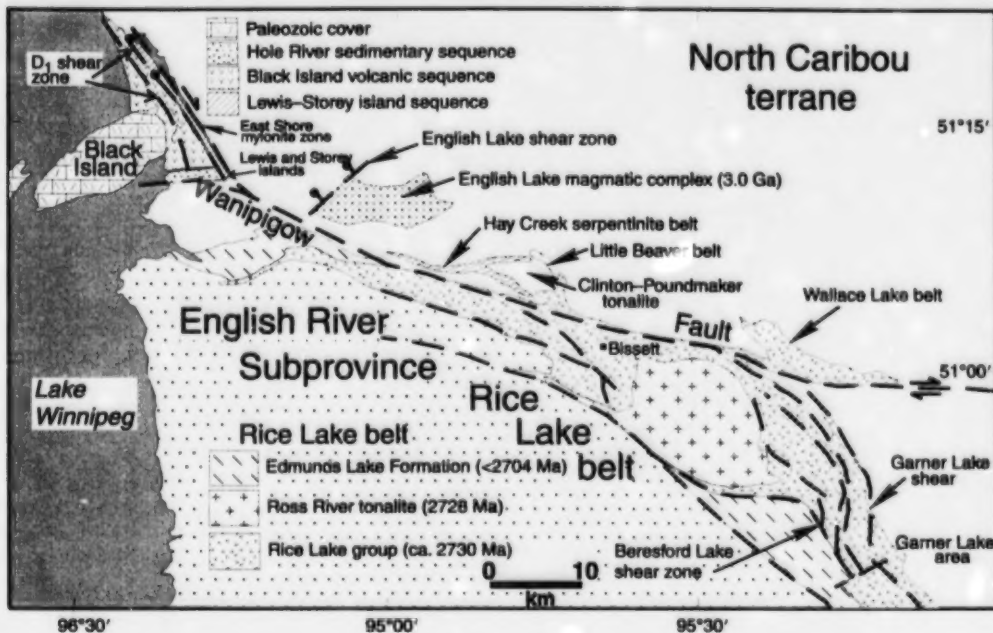 Paleozoic cover
Hole River sedimentary sequence
Black Island volcanic sequence
Lewis–Storey island sequence
North Caribou
terrane
D1 shear
zone
East Shore
mylonite zone
Black
Island
Lewis and Storey
islands
English Lake shear zone
51°15'
English Lake magmatic complex (3.0 Ga)
Wanipigow
Hay Creek serpentinite belt
Little Beaver belt
Clinton–Poundmaker
tonalite
Wallace Lake belt
Fault
English River
Subprovince
Bissett
51°00'
Lake
Winnipeg
Rice
Lake
belt
Rice Lake belt
Edmunds Lake Formation (<2704 Ma)
Ross River tonalite (2728 Ma)
Rice Lake group (ca. 2730 Ma)
Garner Lake
shear
Beresford Lake
shear zone
Garner Lake
area
0 10
km
96°30'
95°00'
95°30'